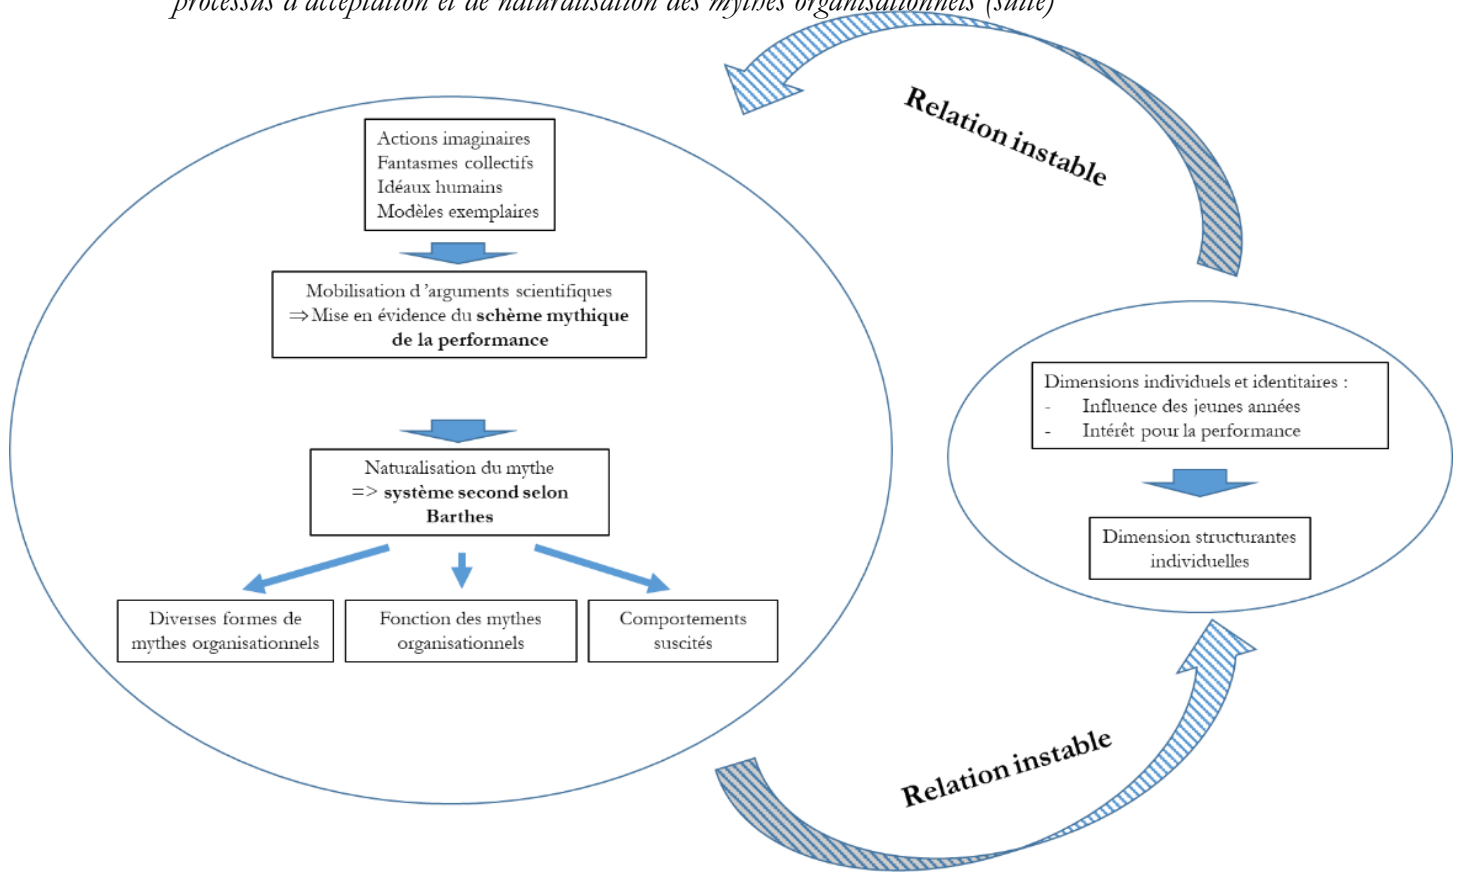 processus d'acceptation et de naturalisation des mythes organisationnels (suite)
Actions imaginaires
Fantasmes collectifs
Idéaux humains
Modèles exemplaires
Mobilisation d'arguments scientifiques
⇒ Mise en évidence du schème mythique
de la performance
Naturalisation du mythe
=> système second selon
Barthes
Diverses formes de
mythes organisationnels
Fonction des mythes
organisationnels
Comportements
suscités
Relation instable
Dimensions individuels et identitaires :
- Influence des jeunes années
- Intérêt pour la performance
Dimension structurantes
individuelles
Relation instable